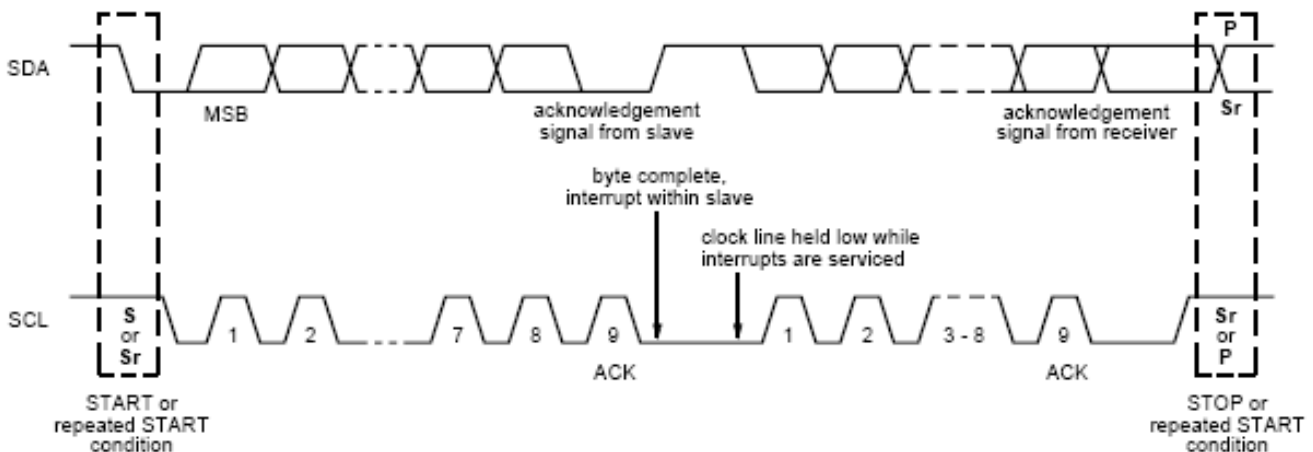 P
SDA
MSB
acknowledgement
signal from slave
acknowledgement
signal from receiver
Sr
byte complete,
interrupt within slave
clock line held low while
interrupts are serviced
SCL
S
or
Sr
1
2
7
8
9
1
2
3 - 8
9
Sr
or
P
ACK
ACK
START or
repeated START
condition
STOP or
repeated START
condition